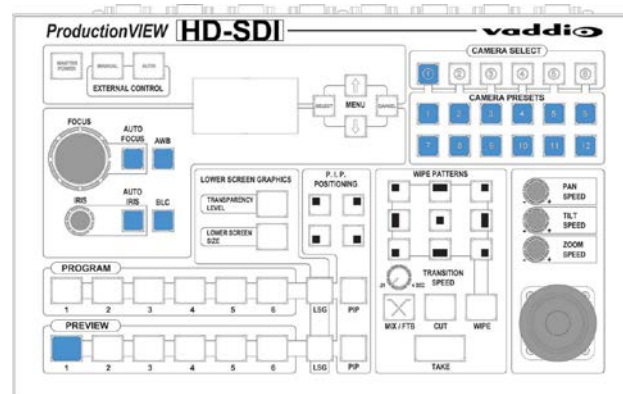 ProductionVIEW HD-SDI
vaddio
MASTER POWER
MANUAL
AUTO
EXTERNAL CONTROL
SELECT
MENU
CANCEL
CAMERA SELECT
1 2 3 4 5 6
CAMERA PRESETS
1 2 3 4 5 6
7 8 9 10 11 12
FOCUS
AUTO FOCUS
AWB
IRIS
AUTO IRIS
BLC
LOWER SCREEN GRAPHICS
TRANSPARENCY LEVEL
LOWER SCREEN SIZE
P. I. P. POSITIONING
WIPE PATTERNS
TRANSITION SPEED
MIX / FTB
CUT
WIPE
TAKE
PAN SPEED
TILT SPEED
ZOOM SPEED
PROGRAM
1 2 3 4 5 6
LSG
PIP
PREVIEW
1 2 3 4 5 6
LSG
PIP